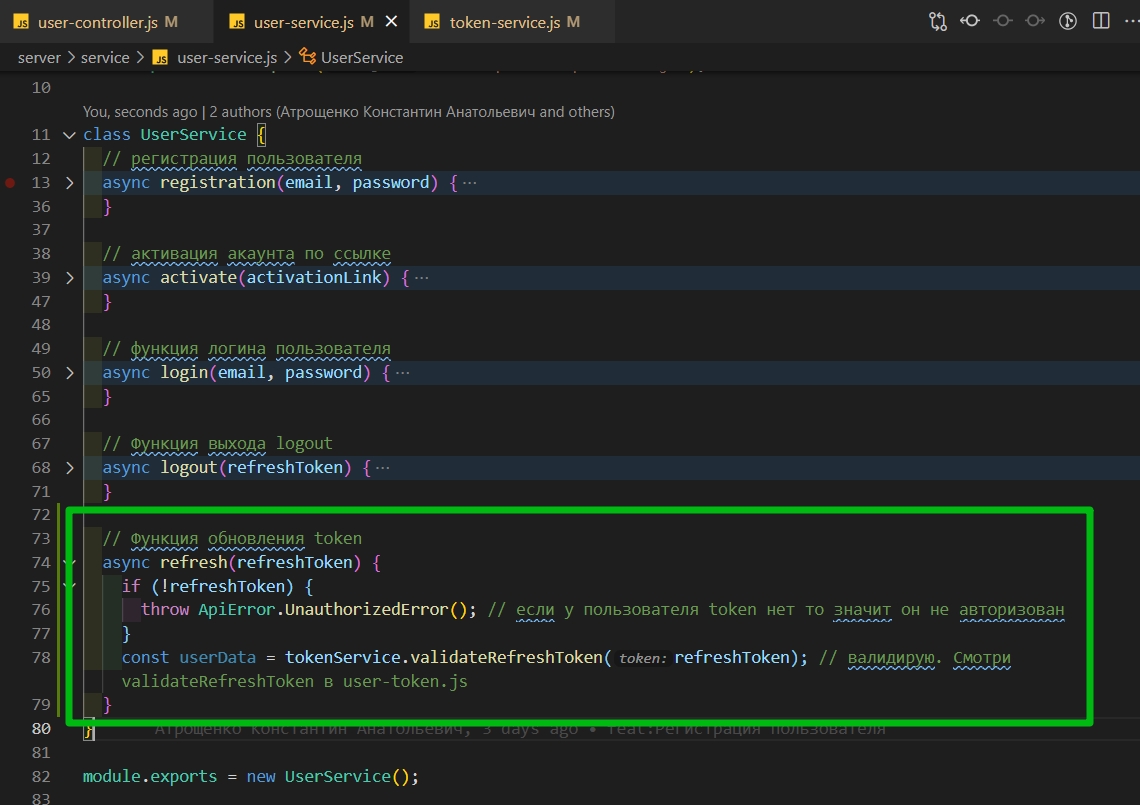 user-controller.js M user-service.js M token-service.js M
server > service > user-service.js > UserService
10
You, seconds ago | 2 authors (Атрощенко Константин Анатольевич and others)
11 class UserService {
12 // регистрация пользователя
13 async registration(email, password) { ···
36 }
37
38 // активация акаунта по ссылке
39 async activate(activationLink) { ···
47 }
48
49 // функция логина пользователя
50 async login(email, password) { ···
65 }
66
67 // Функция выхода logout
68 async logout(refreshToken) { ···
71 }
72
73 // Функция обновления token
74 async refresh(refreshToken) {
75 if (!refreshToken) {
76 throw ApiError.UnauthorizedError(); // если у пользователя token нет то значит он не авторизован
77 }
78 const userData = tokenService.validateRefreshToken( token: refreshToken); // валидирую. Смотри
validateRefreshToken в user-token.js
79 }
80 } Атрощенко Константин Анатольевич, 3 days ago • feat:Регистрация пользователя
81
82 module.exports = new UserService();
83